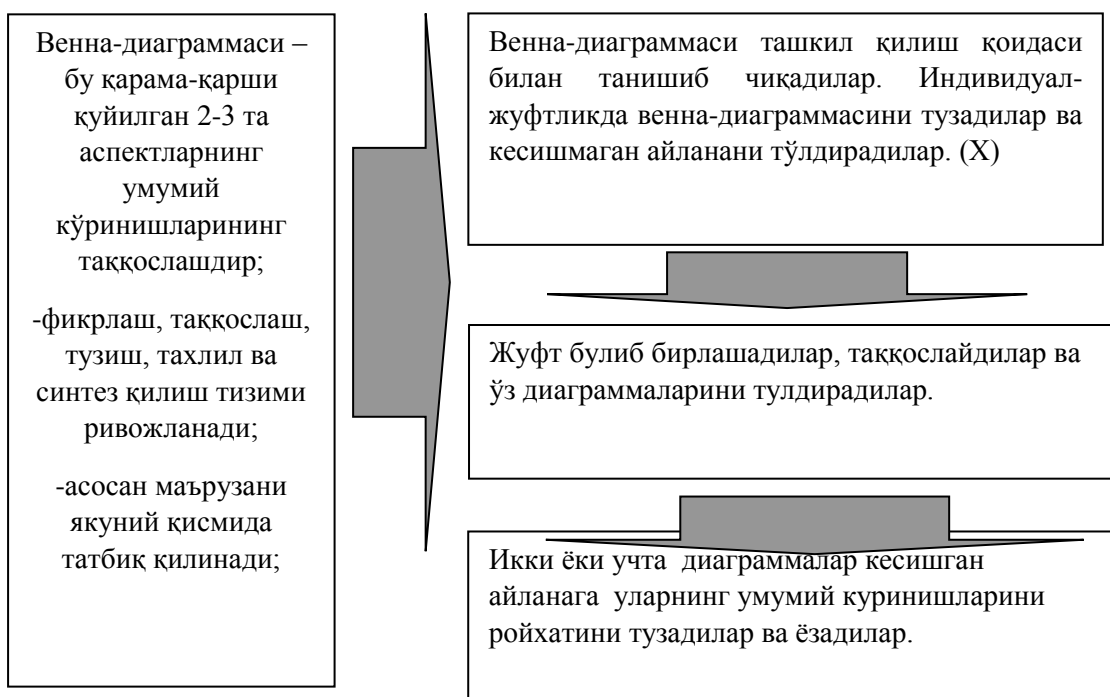 Венна-диаграммаси –
бу қарама-қарши
қуйилган 2-3 та
аспектларнинг
умумий
кўринишларининг
таққослашдир;
-фикрлаш, таққослаш,
тузиш, тахлил ва
синтез қилиш тизими
ривожланади;
-асосан маърузани
якуний қисмида
татбиқ қилинади;
Венна-диаграммаси ташкил қилиш қоидаси
билан танишиб чиқадилар. Индивидуал-
жуфтликда венна-диаграммасини тузадилар ва
кесишмаган айланани тўлдирадилар. (Х)
Жуфт булиб бирлашадилар, таққослайдилар ва
ўз диаграммаларини тулдирадилар.
Икки ёки учта диаграммалар кесишган
айланага уларнинг умумий куринишларини
ройхатини тузадилар ва ёзадилар.